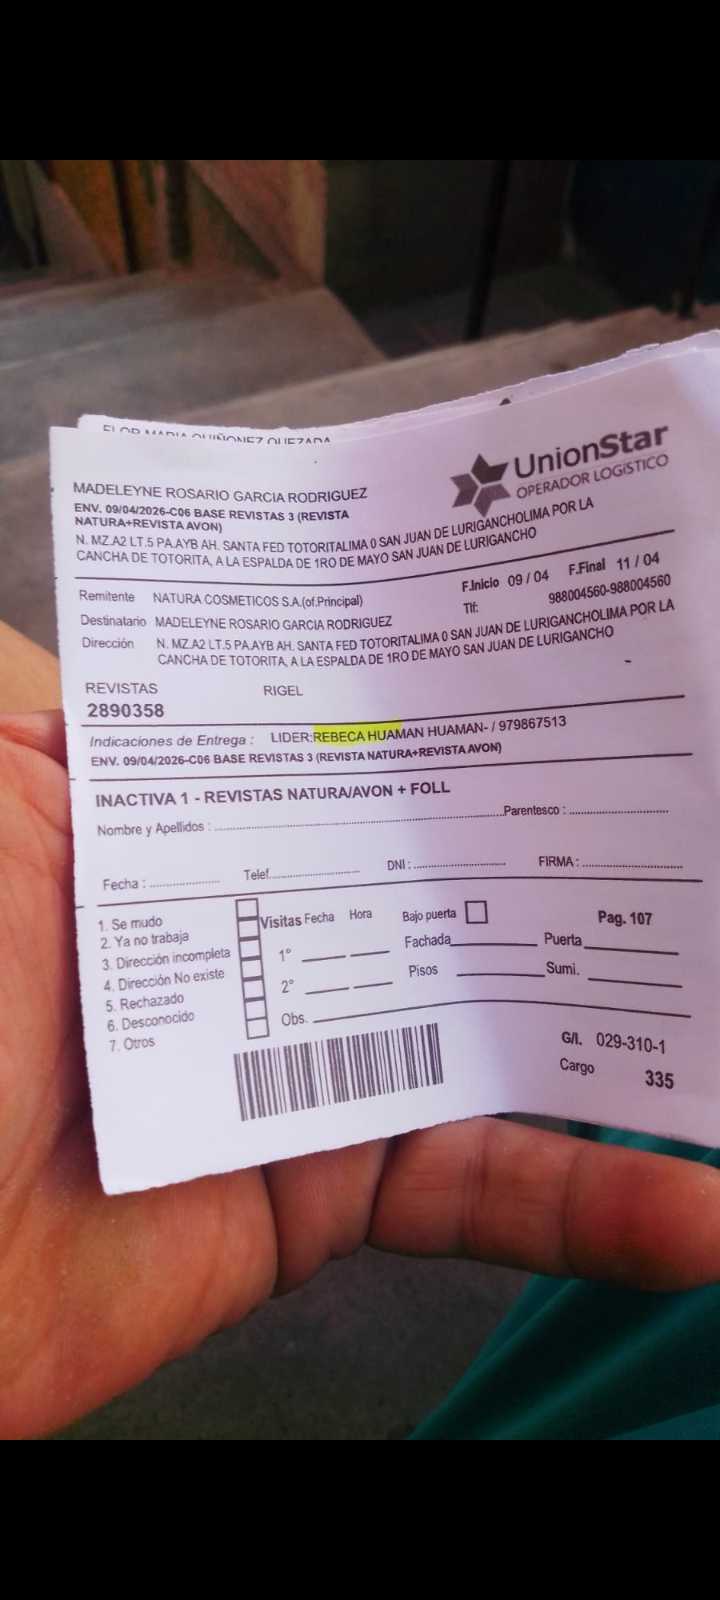 FLOR MARIA QUIÑONEZ QUEZADA
UnionStar
OPERADOR LOGÍSTICO
MADELEYNE ROSARIO GARCIA RODRIGUEZ
ENV. 09/04/2026-C06 BASE REVISTAS 3 (REVISTA
NATURA+REVISTA AVON)
N. MZ.A2 LT.5 PA.AYB AH. SANTA FED TOTORITALIMA 0 SAN JUAN DE LURIGANCHOLIMA POR LA
CANCHA DE TOTORITA, A LA ESPALDA DE 1RO DE MAYO SAN JUAN DE LURIGANCHO
F.Inicio 09 / 04 F.Final 11 / 04
Remitente NATURA COSMETICOS S.A.(of.Principal)
Tlf: 988004560-988004560
Destinatario MADELEYNE ROSARIO GARCIA RODRIGUEZ
Dirección N. MZ.A2 LT.5 PA.AYB AH. SANTA FED TOTORITALIMA 0 SAN JUAN DE LURIGANCHOLIMA POR LA
CANCHA DE TOTORITA, A LA ESPALDA DE 1RO DE MAYO SAN JUAN DE LURIGANCHO
REVISTAS RIGEL
2890358
Indicaciones de Entrega : LIDER:REBECA HUAMAN HUAMAN- / 979867513
ENV. 09/04/2026-C06 BASE REVISTAS 3 (REVISTA NATURA+REVISTA AVON)
INACTIVA 1 - REVISTAS NATURA/AVON + FOLL
Nombre y Apellidos : Parentesco :
Fecha : Telef. DNI : FIRMA :
1. Se mudo
2. Ya no trabaja
3. Dirección incompleta
4. Dirección No existe
5. Rechazado
6. Desconocido
7. Otros
Visitas Fecha Hora
1°
2°
Obs.
Bajo puerta
Pag. 107
Fachada Puerta
Pisos Sumi.
G/I. 029-310-1
Cargo 335